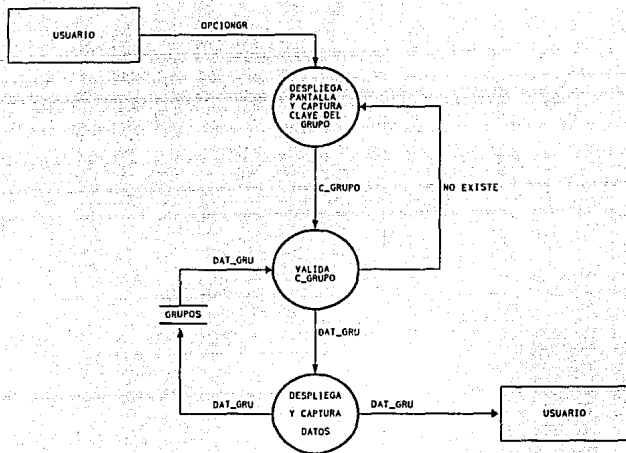 OPCIONGR
USUARIO
DESPLIEGA
PANTALLA
Y CAPTURA
CLAVE DEL
GRUPO
C_GRUPO
NO EXISTE
DAT_GRU
VALIDA
C_GRUPO
GRUPOS
DAT_GRU
DESPLIEGA
Y CAPTURA
DATOS
DAT_GRU
DAT_GRU
USUARIO